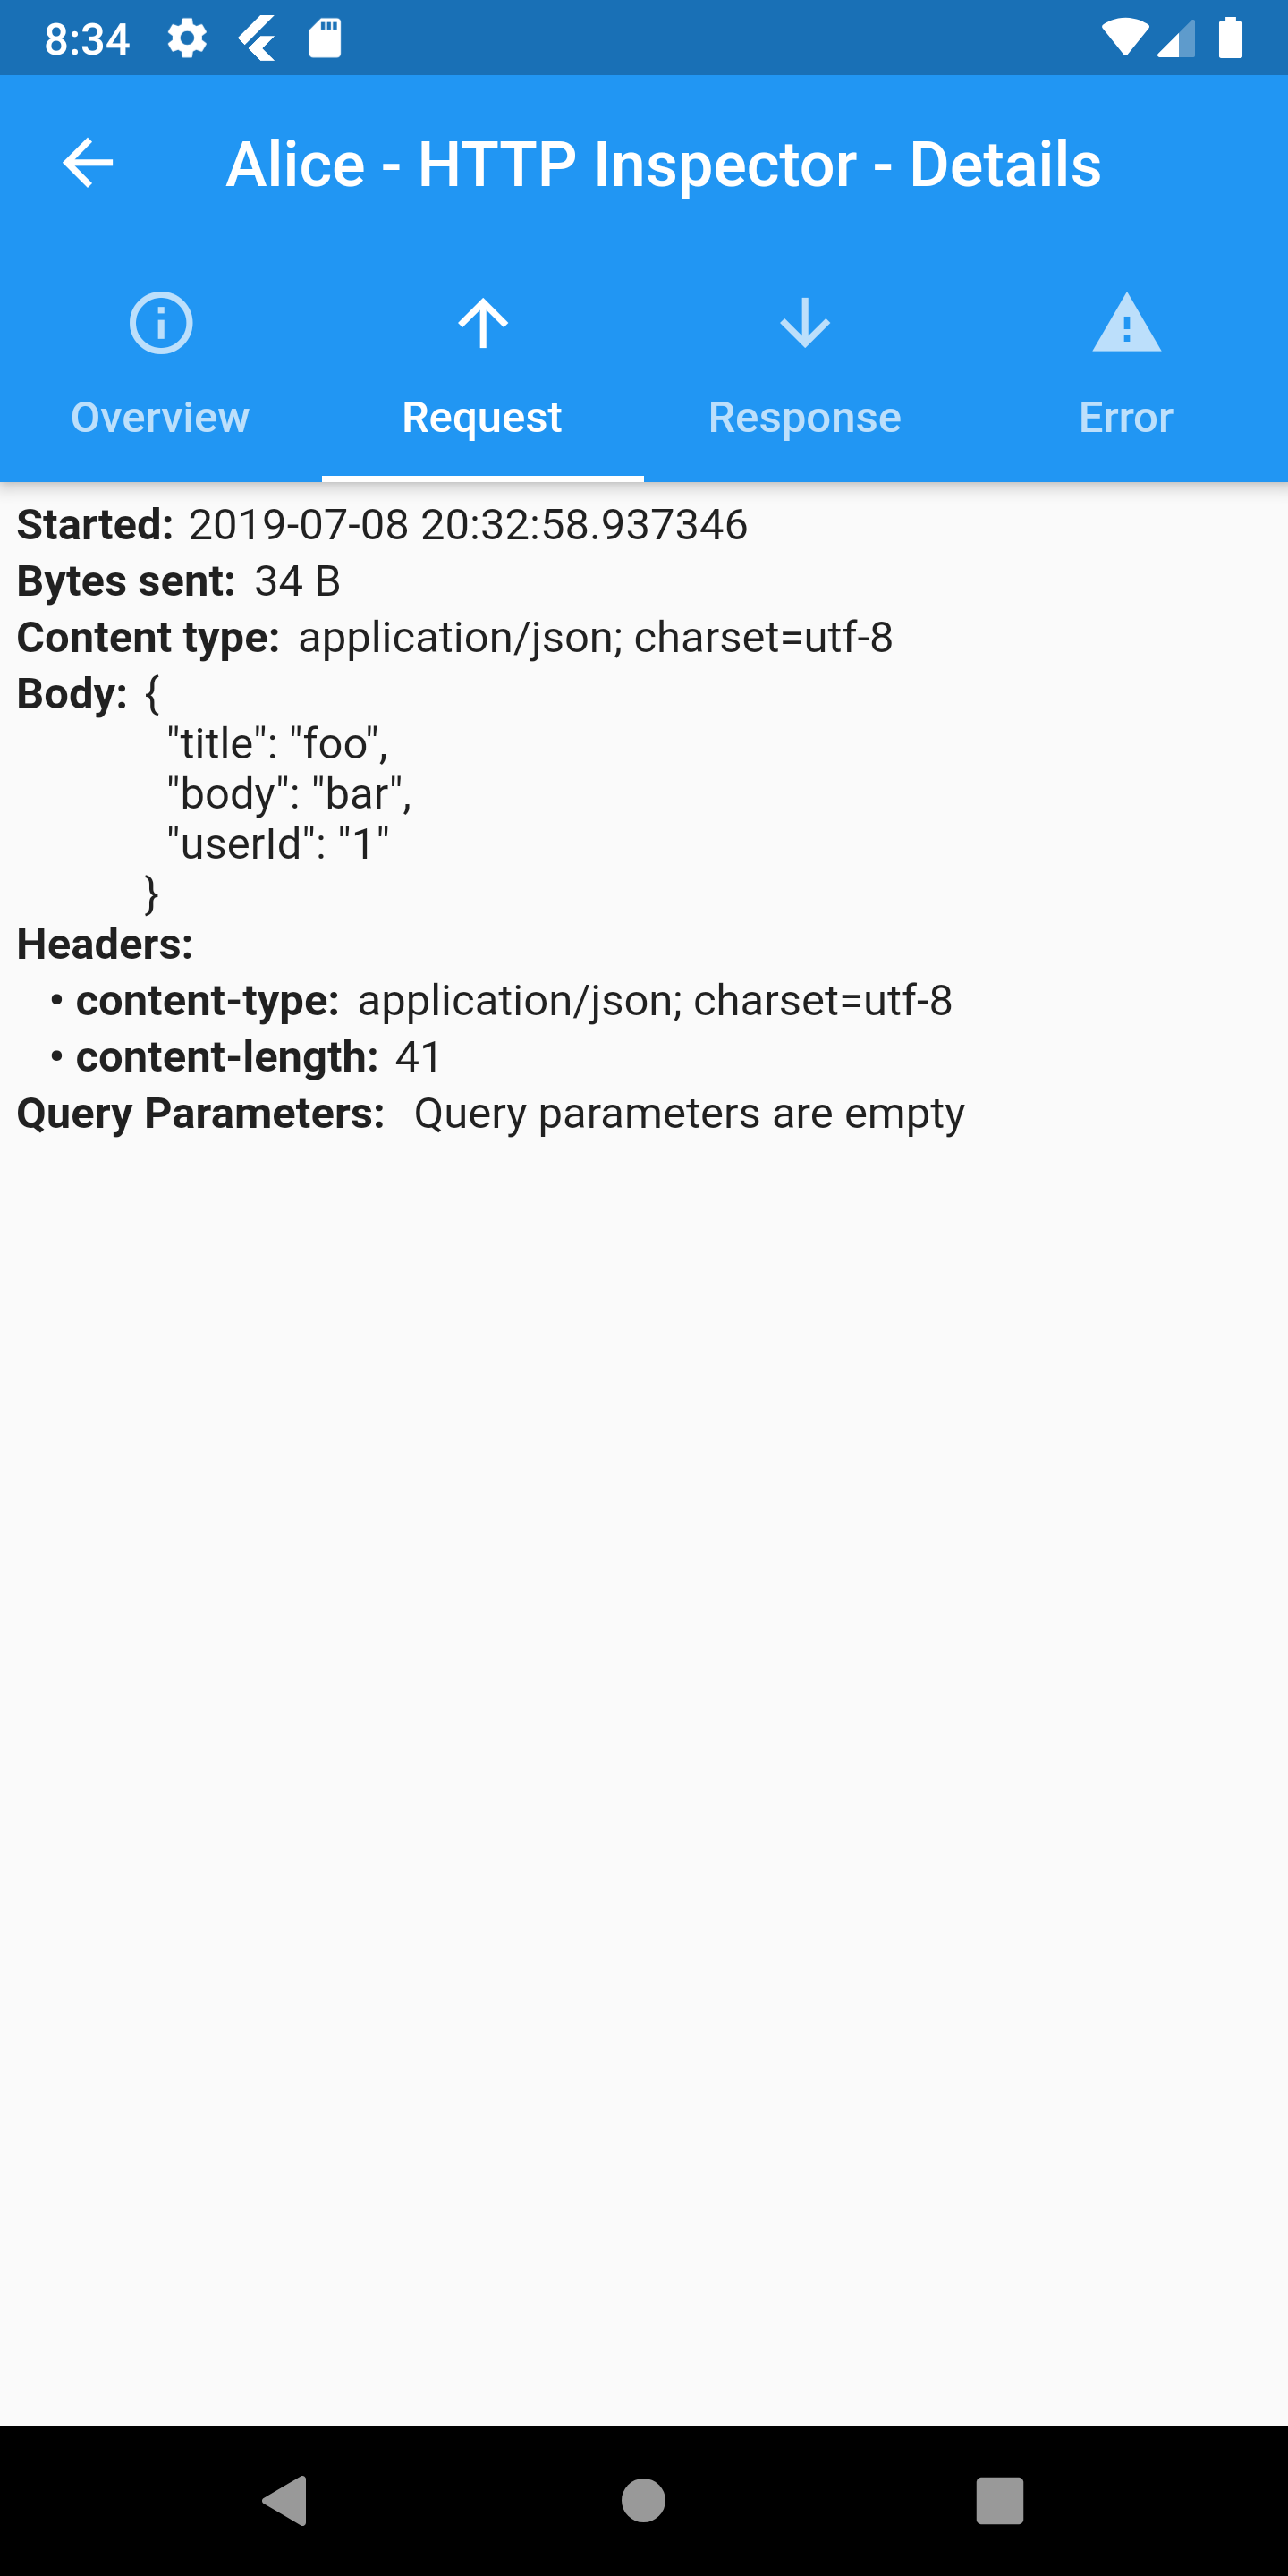 8:34
Alice - HTTP Inspector - Details
Overview Request Response Error
Started: 2019-07-08 20:32:58.937346
Bytes sent: 34 B
Content type: application/json; charset=utf-8
Body: {
"title": "foo",
"body": "bar",
"userId": "1"
}
Headers:
• content-type: application/json; charset=utf-8
• content-length: 41
Query Parameters: Query parameters are empty